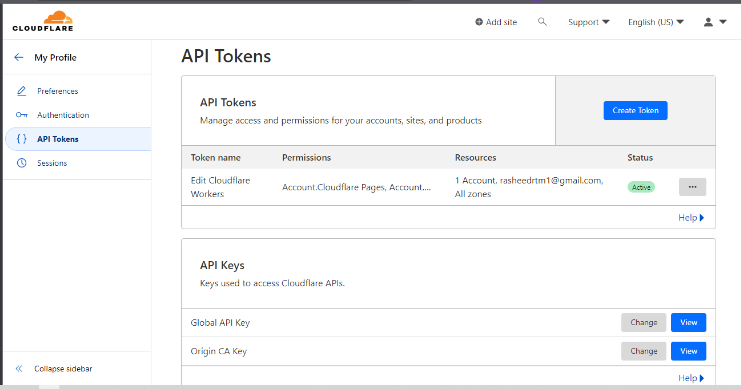 CLOUDFLARE
Add site
Support
English (US)
My Profile
Preferences
Authentication
{ } API Tokens
Sessions
Collapse sidebar
API Tokens
API Tokens
Manage access and permissions for your accounts, sites, and products
Create Token
Token name Permissions Resources Status
Edit Cloudflare
Workers
Account.Cloudflare Pages, Account....
1 Account, rasheedrtm1@gmail.com,
All zones
Active
...
Help
API Keys
Keys used to access Cloudflare APIs.
Global API Key Change View
Origin CA Key Change View
Help